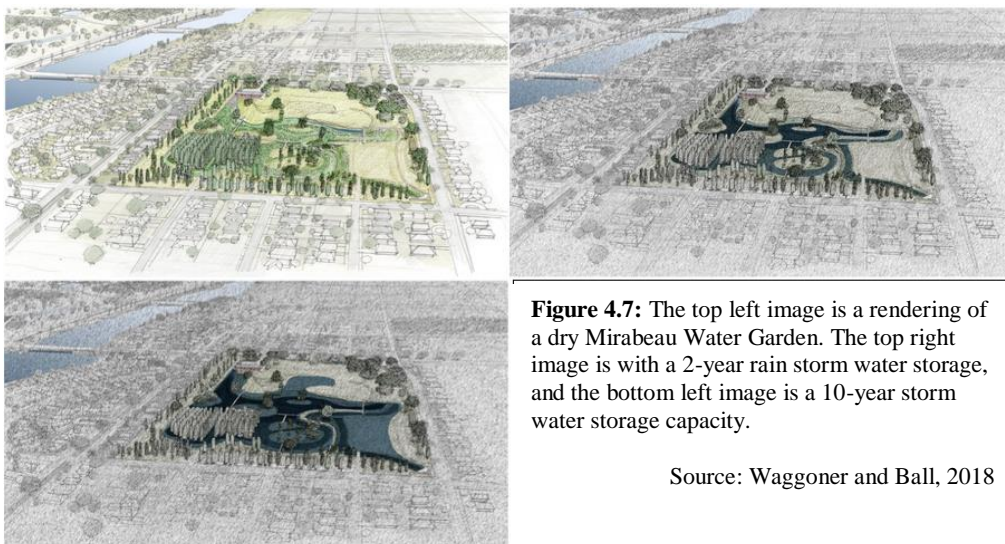 Figure 4.7: The top left image is a rendering of
a dry Mirabeau Water Garden. The top right
image is with a 2-year rain storm water storage,
and the bottom left image is a 10-year storm
water storage capacity.
Source: Waggoner and Ball, 2018